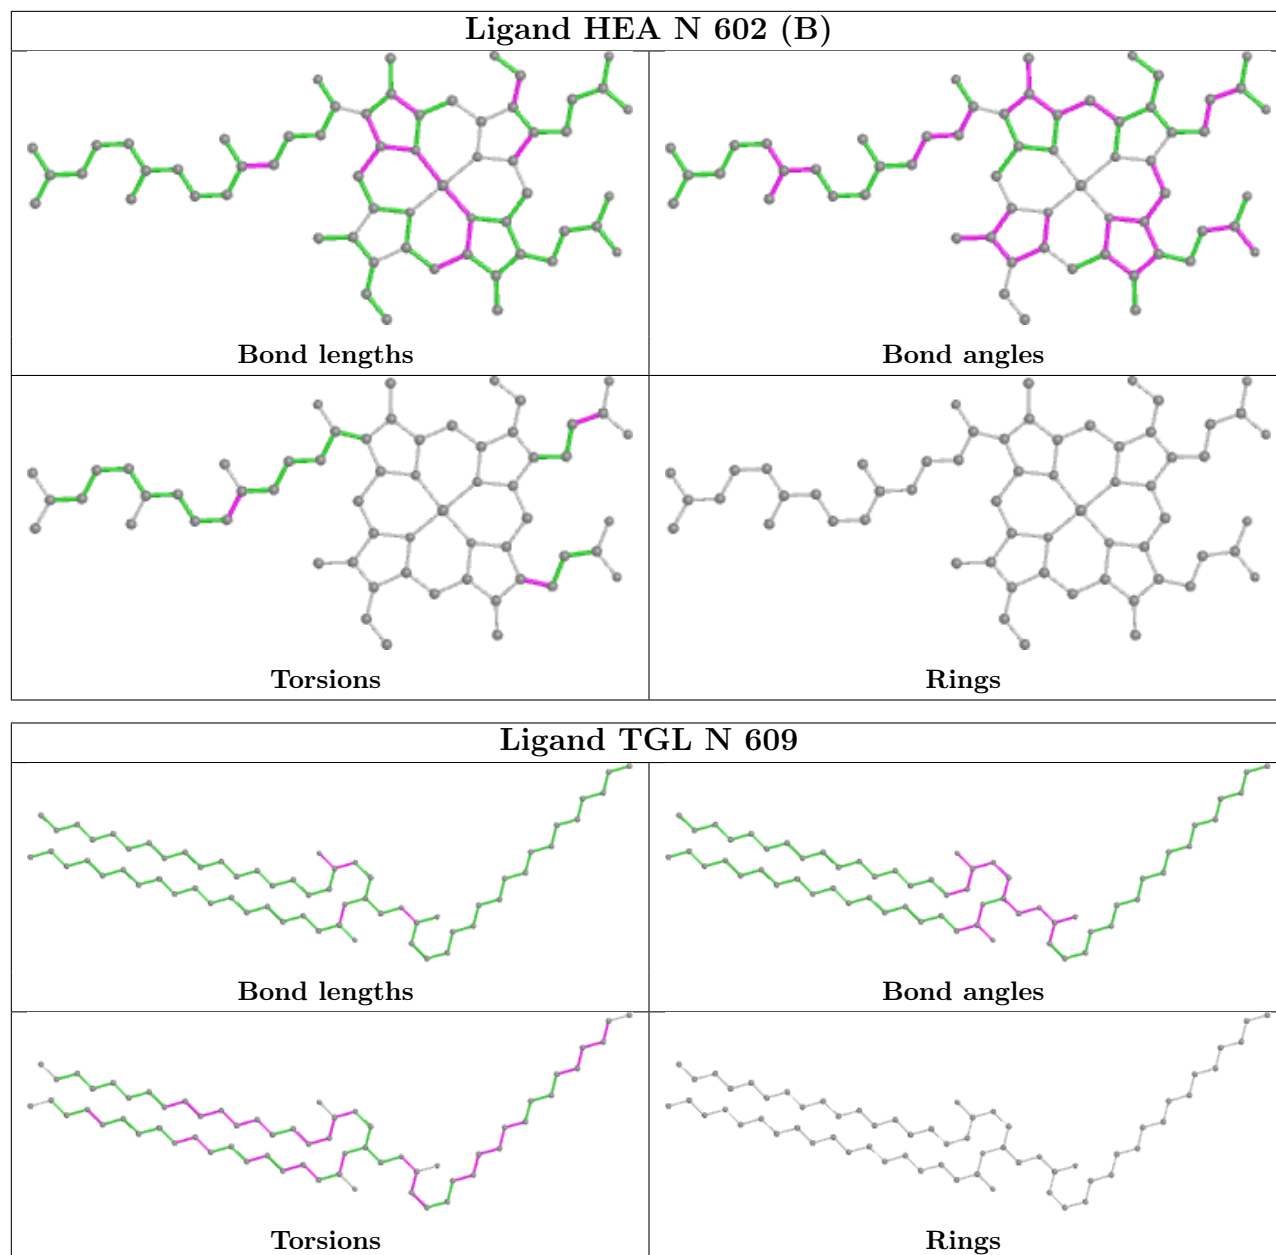 Ligand HEA N 602 (B)
Bond lengths
Bond angles
Torsions
Rings
Ligand TGL N 609
Bond lengths
Bond angles
Torsions
Rings